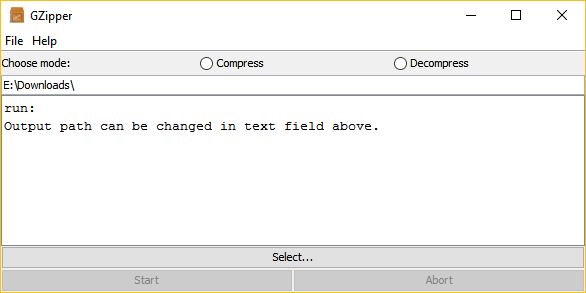 GZipper
File Help
Choose mode: Compress Decompress
E:\Downloads\
run:
Output path can be changed in text field above.
Select...
Start Abort